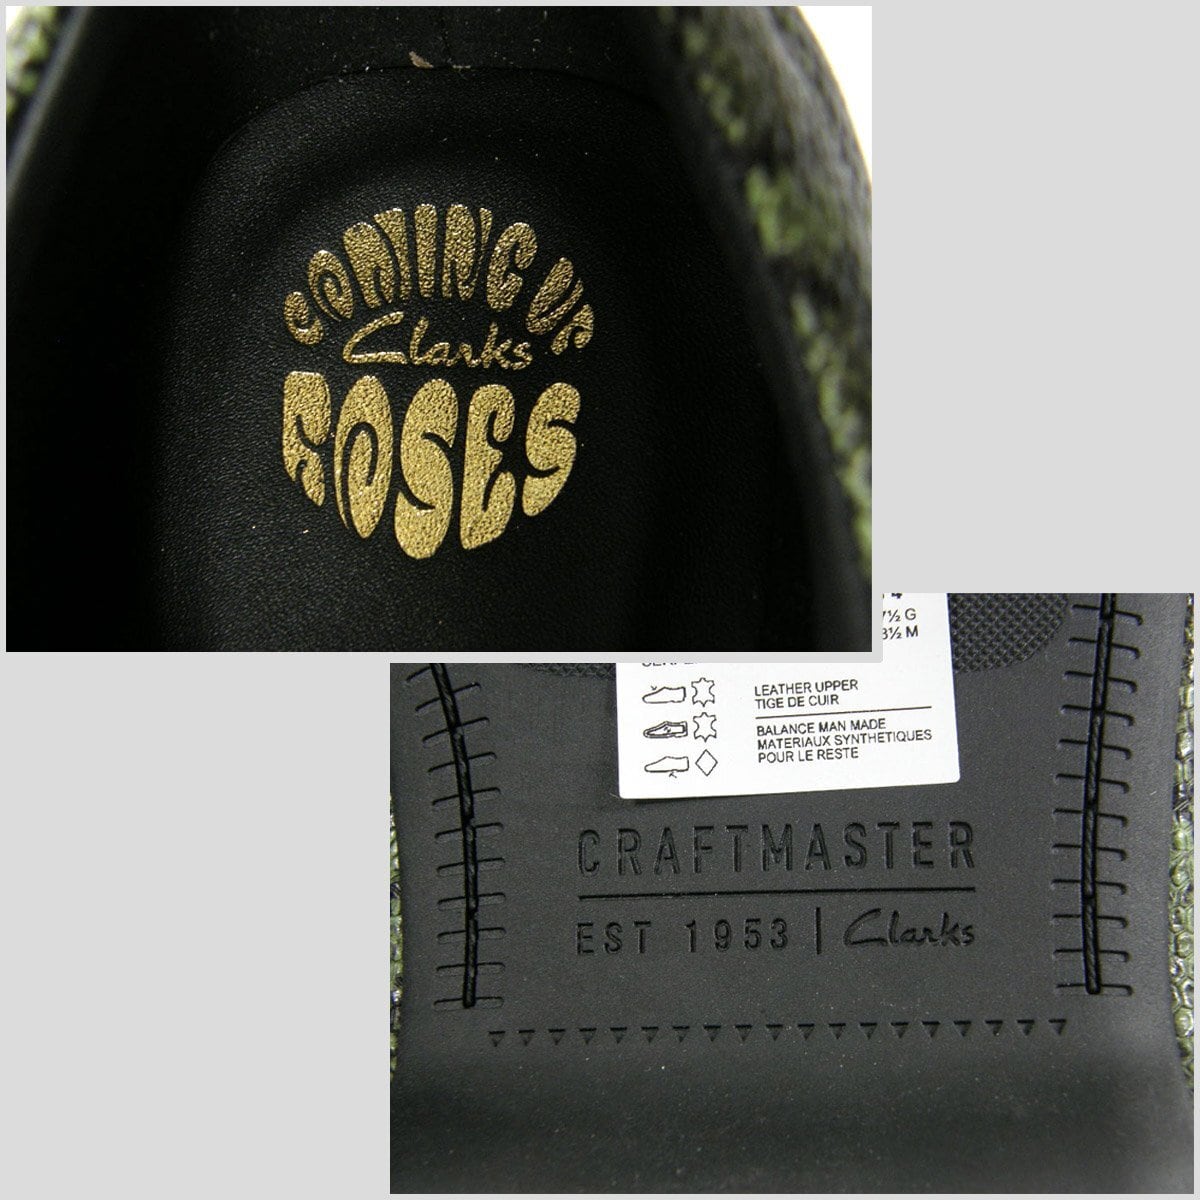 COMING UP
Clarks
ROSES
7½ G
8½ M
LEATHER UPPER
TIGE DE CUIR
BALANCE MAN MADE
MATERIAUX SYNTHETIQUES
POUR LE RESTE
CRAFTMASTER
EST 1953 | Clarks